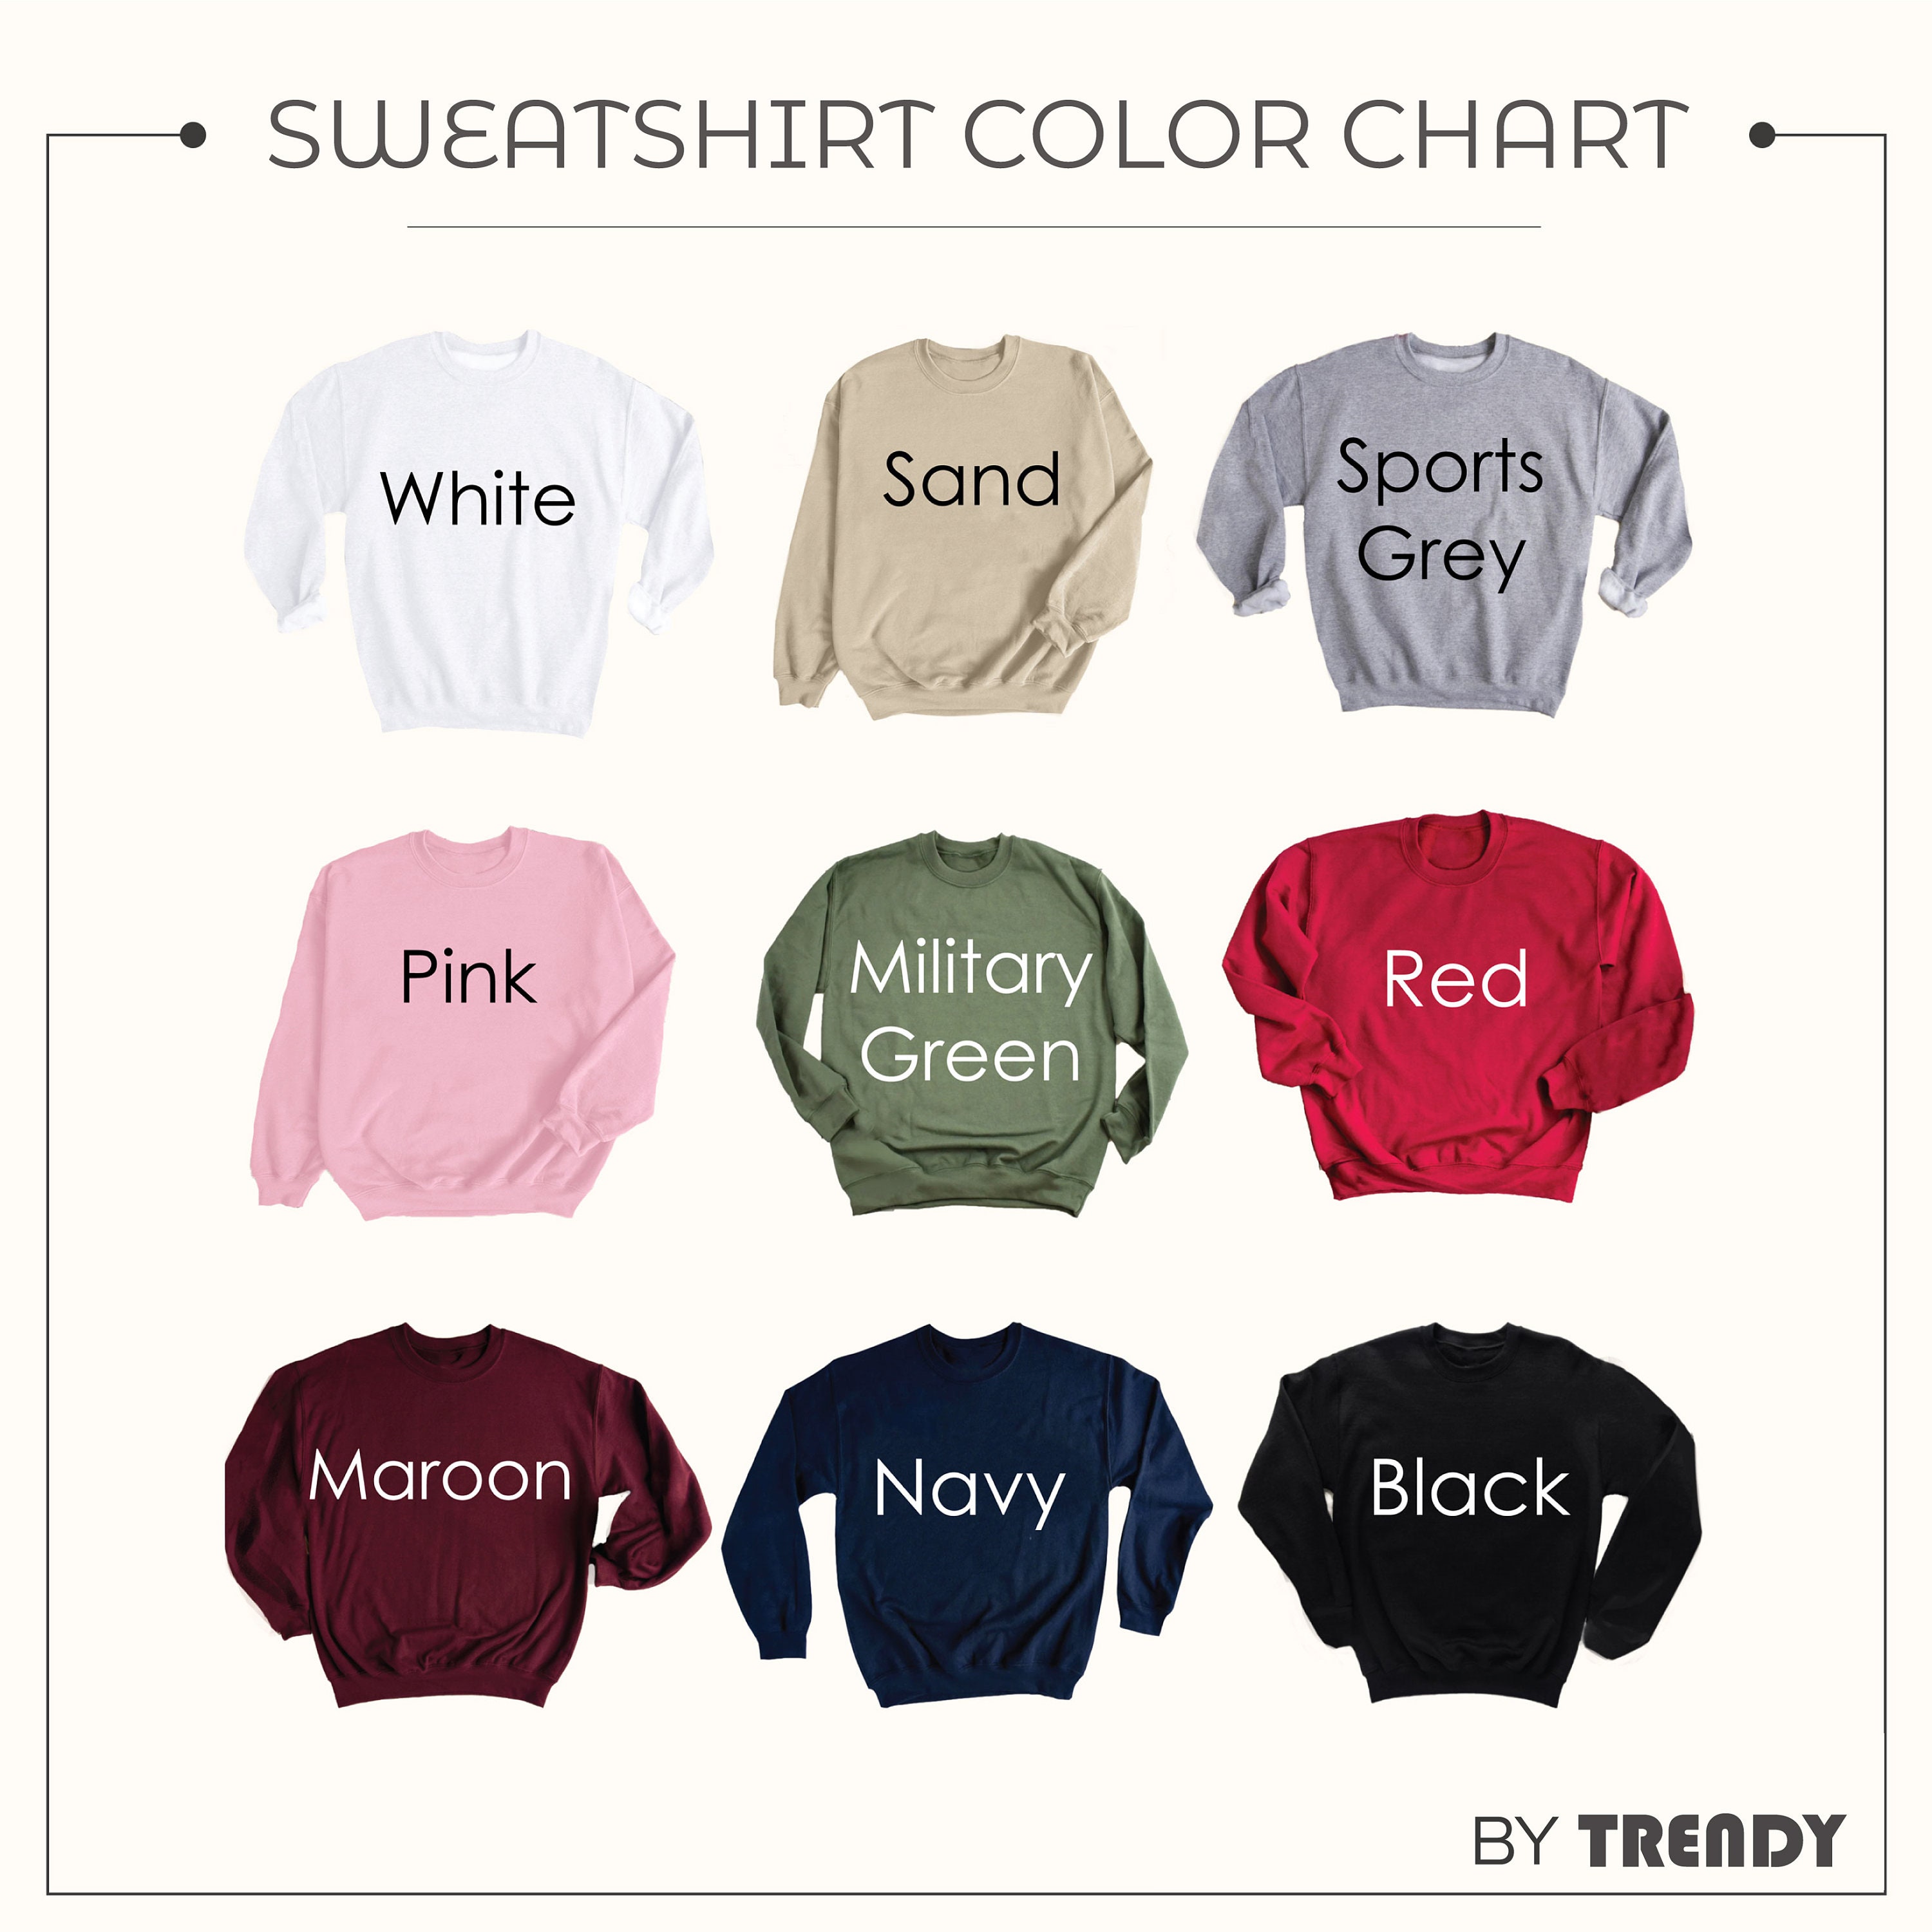 SWEATSHIRT COLOR CHART
White
Sand
Sports
Grey
Pink
Military
Green
Red
Maroon
Navy
Black
BY TRENDY